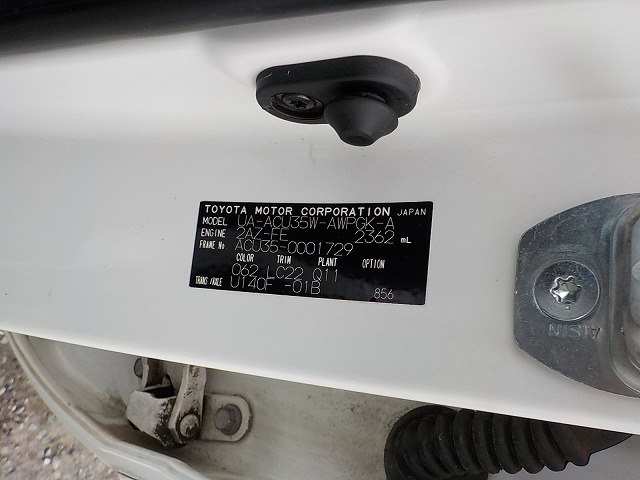 TOYOTA MOTOR CORPORATION JAPAN
MODEL UA-ACU35W-AWPGK-A
ENGINE 2AZ-FE 2362 mL
FRAME No ACU35-0001729
COLOR TRIM PLANT OPTION
062 LC22 Q11
TRANS/AXLE U140F -01B 856
AISIN